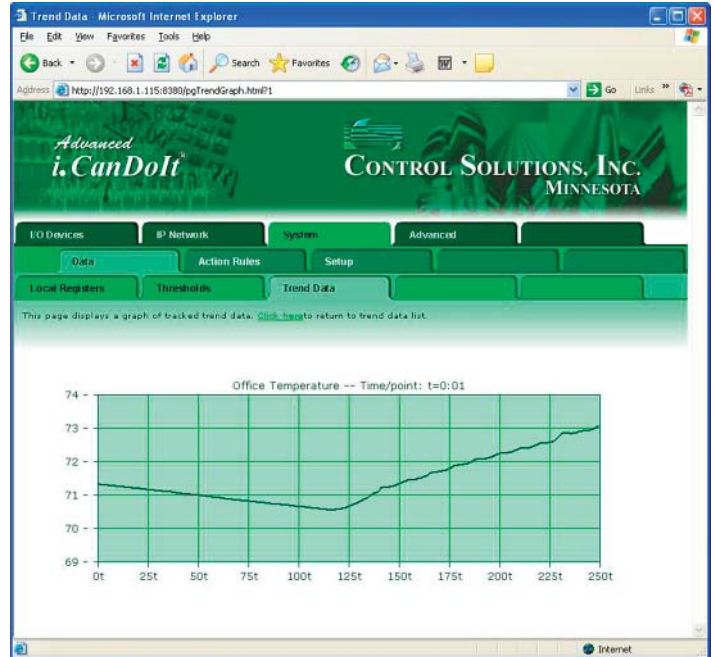 Trend Data - Microsoft Internet Explorer
File Edit View Favorites Tools Help
Back Search Favorites
Address http://192.168.1.115:8380/pgTrendGraph.html?1 Go Links »
Advanced
i.CanDoIt®
CONTROL SOLUTIONS, INC.
MINNESOTA
I/O Devices IP Network System Advanced
Data Action Rules Setup
Local Registers Thresholds Trend Data
This page displays a graph of tracked trend data. Click here to return to trend data list.
Office Temperature -- Time/point: t=0:01
74 -
73 -
72 -
71 -
70 -
69 -
0t 25t 50t 75t 100t 125t 150t 175t 200t 225t 250t
Internet